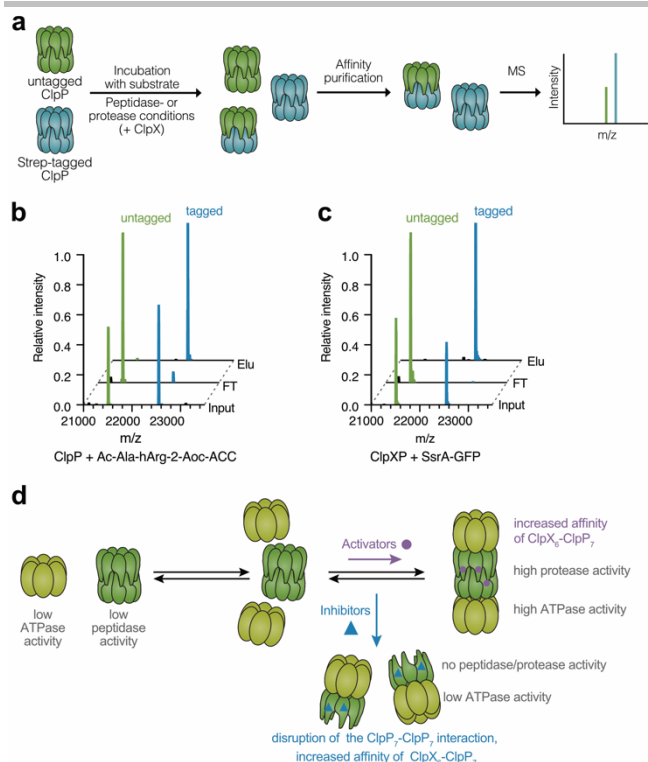 a
untagged
ClpP
Strep-tagged
ClpP
Incubation
with substrate
Peptidase- or
protease conditions
(+ ClpX)
Affinity
purification
MS
Intensity
m/z
b
untagged
tagged
Relative intensity
1.0
0.8
0.6
0.4
0.2
0.0
21000
22000
23000
m/z
Elu
FT
Input
ClpP + Ac-Ala-hArg-2-Aoc-ACC
c
untagged
tagged
Relative intensity
1.0
0.8
0.6
0.4
0.2
0.0
21000
22000
23000
m/z
Elu
FT
Input
ClpXP + SsrA-GFP
d
low
ATPase
activity
low
peptidase
activity
Activators
Inhibitors
increased affinity
of ClpX6-ClpP7
high protease activity
high ATPase activity
no peptidase/protease activity
low ATPase activity
disruption of the ClpP7-ClpP7 interaction,
increased affinity of